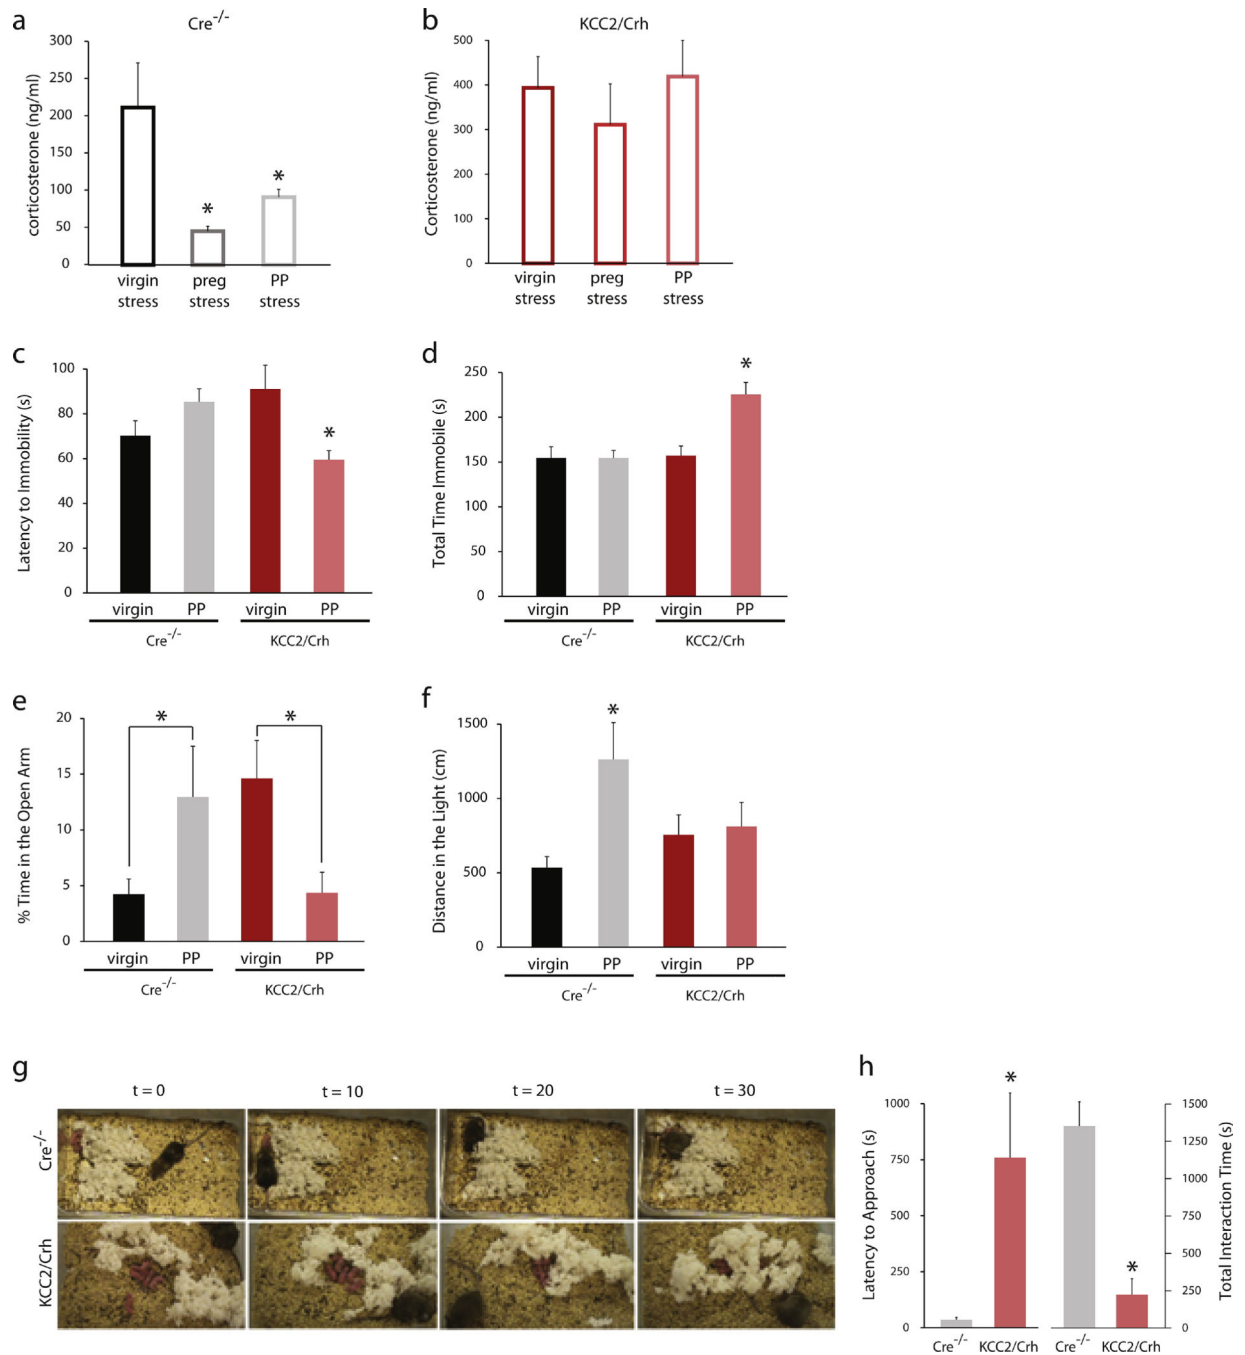 a Cre-/- b KCC2/Crh
corticosterone (ng/ml)
300
250
200
150
100
50
0
*
*
virgin stress
preg stress
PP stress
Corticosterone (ng/ml)
500
400
300
400
0
virgin stress
preg stress
PP stress
c
Latency to Immobility (s)
100
80
60
40
20
0
*
virgin PP virgin PP
Cre-/- KCC2/Crh
d
Total Time Immobile (s)
250
200
150
100
50
0
*
virgin PP virgin PP
Cre-/- KCC2/Crh
e
% Time in the Open Arm
20
15
10
5
0
* *
virgin PP virgin PP
Cre-/- KCC2/Crh
f
Distance in the Light (cm)
1500
1000
500
0
*
virgin PP virgin PP
Cre-/- KCC2/Crh
g
t = 0 t = 10 t = 20 t = 30
Cre-/-
KCC2/Crh
h
Latency to Approach (s)
1000
750
500
250
0
*
*
1500
1250
1000
750
500
250
0
Total Interaction Time (s)
Cre-/- KCC2/Crh Cre-/- KCC2/Crh